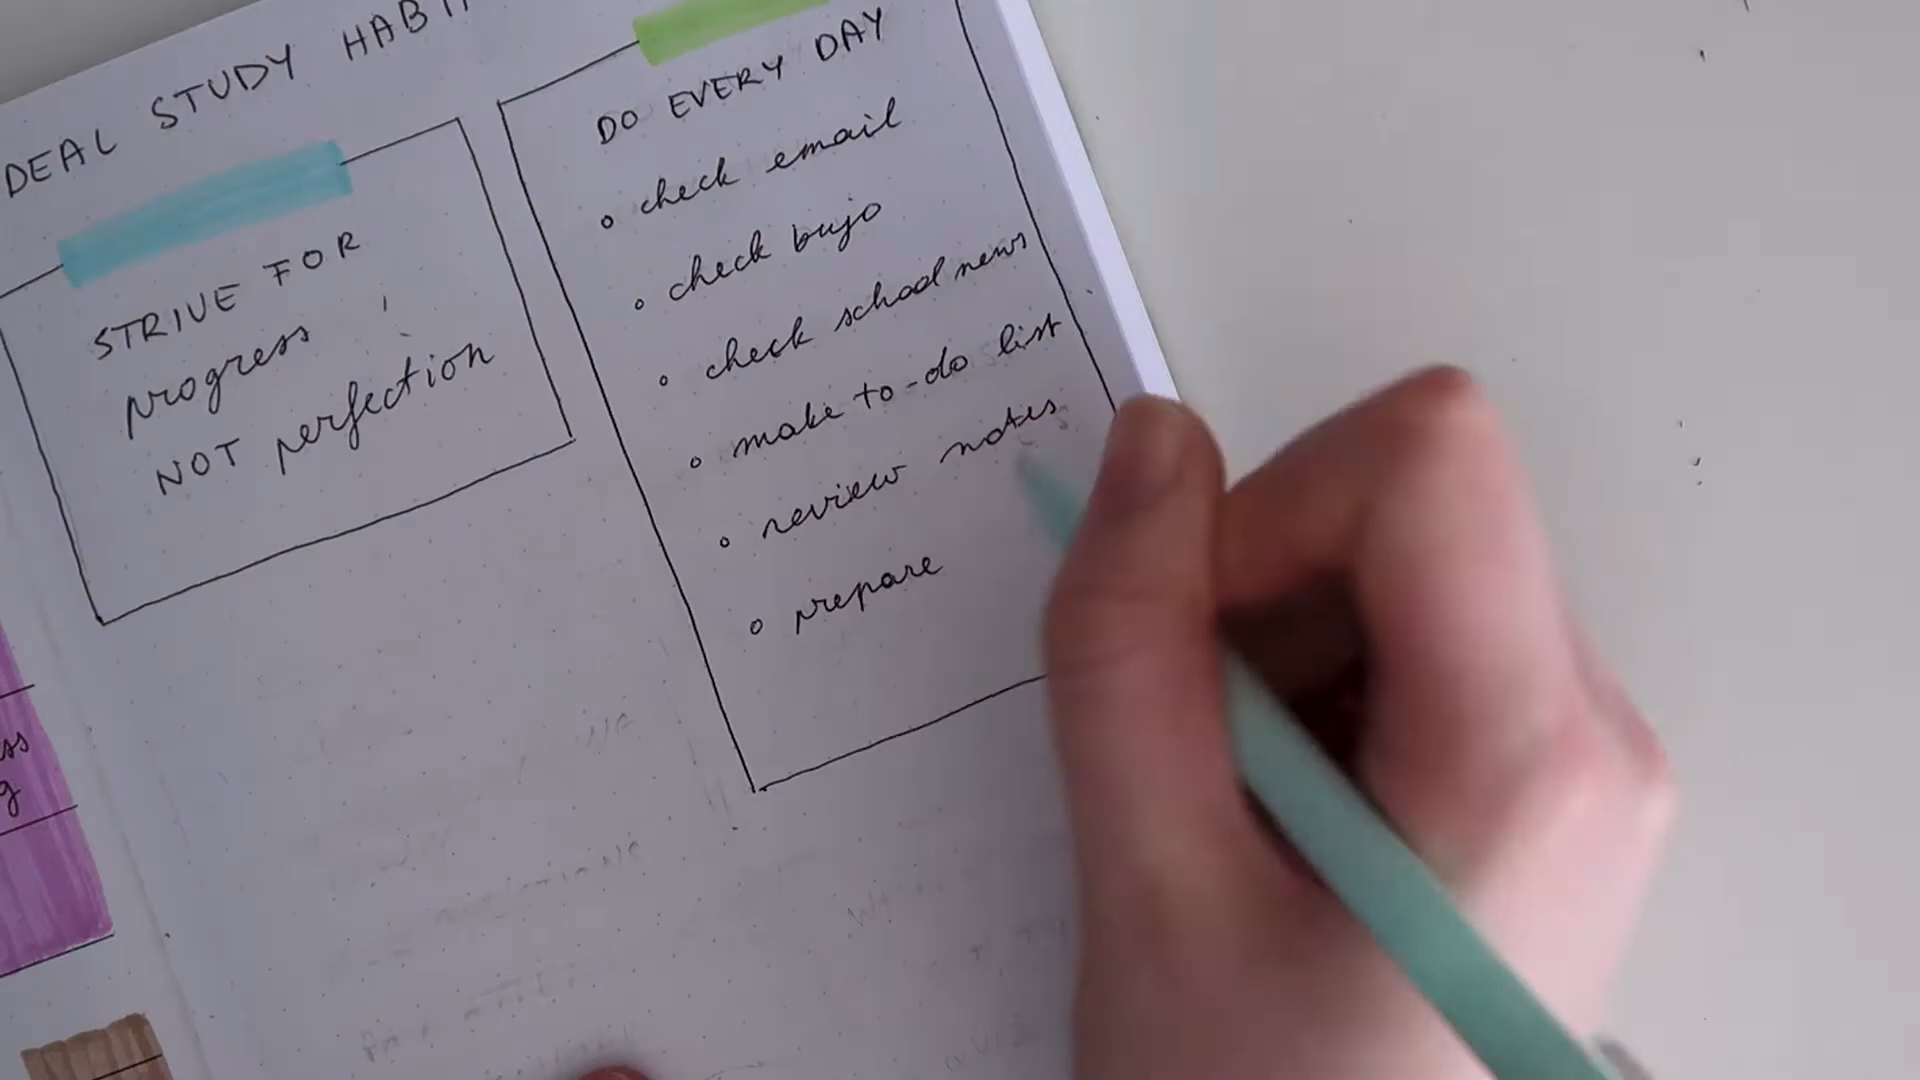 DEAL STUDY HABI
STRIVE FOR
progress
NOT perfection
DO EVERY DAY
check email
check bujo
check school news
make to-do list
review notes
prepare